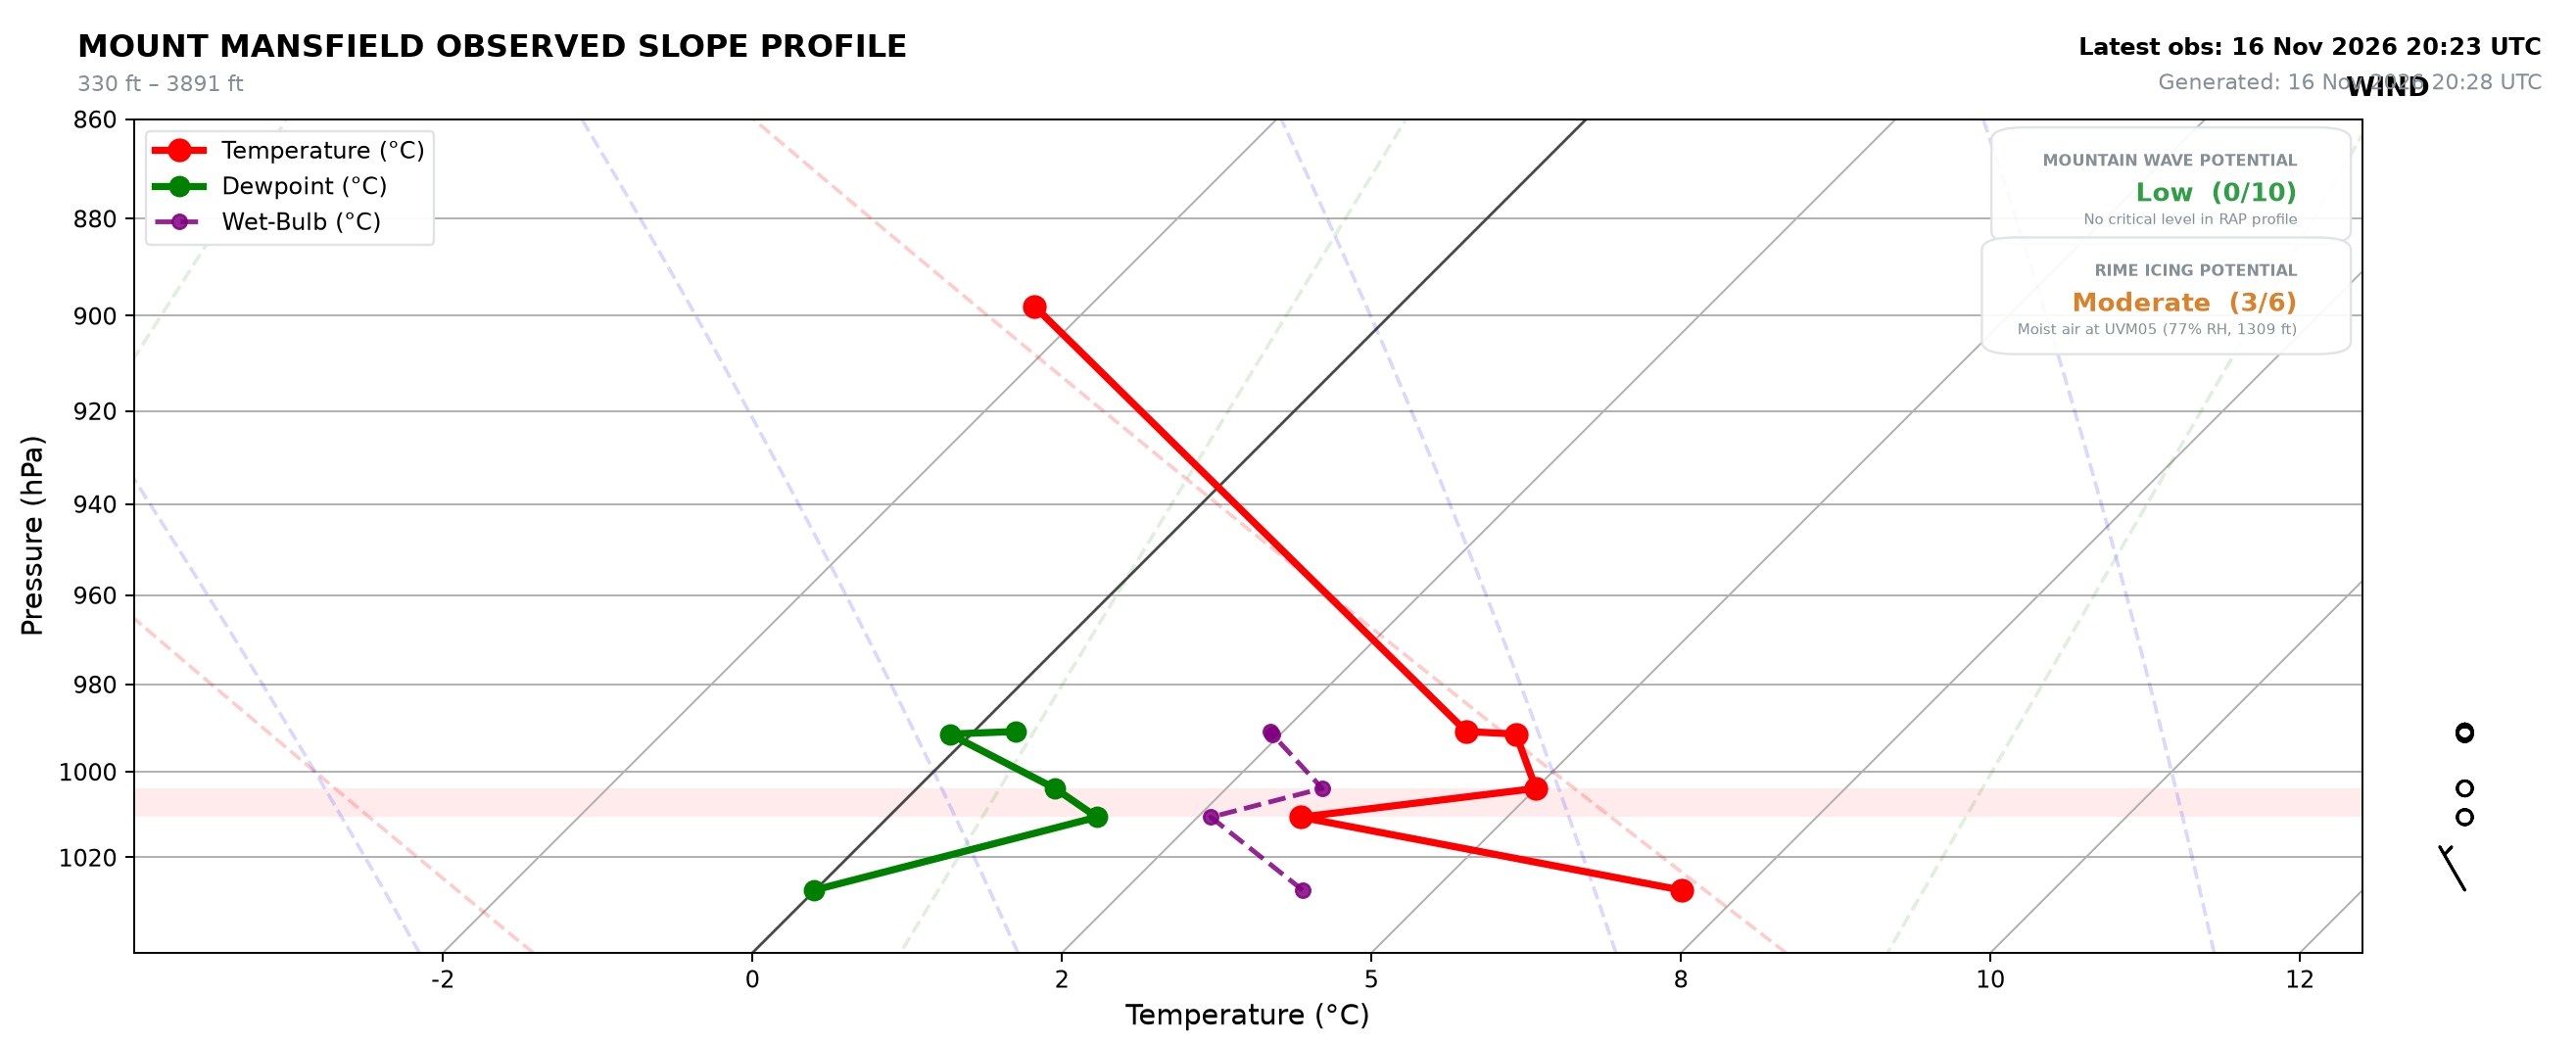 MOUNT MANSFIELD OBSERVED SLOPE PROFILE
330 ft – 3891 ft
Latest obs: 16 Nov 2026 20:23 UTC
Generated: 16 Nov 2026 20:28 UTC
WIND
Temperature (°C)
Dewpoint (°C)
Wet-Bulb (°C)
MOUNTAIN WAVE POTENTIAL
Low (0/10)
No critical level in RAP profile
RIME ICING POTENTIAL
Moderate (3/6)
Moist air at UVM05 (77% RH, 1309 ft)
Pressure (hPa)
860
880
900
920
940
960
980
1000
1020
-2
0
2
5
8
10
12
Temperature (°C)